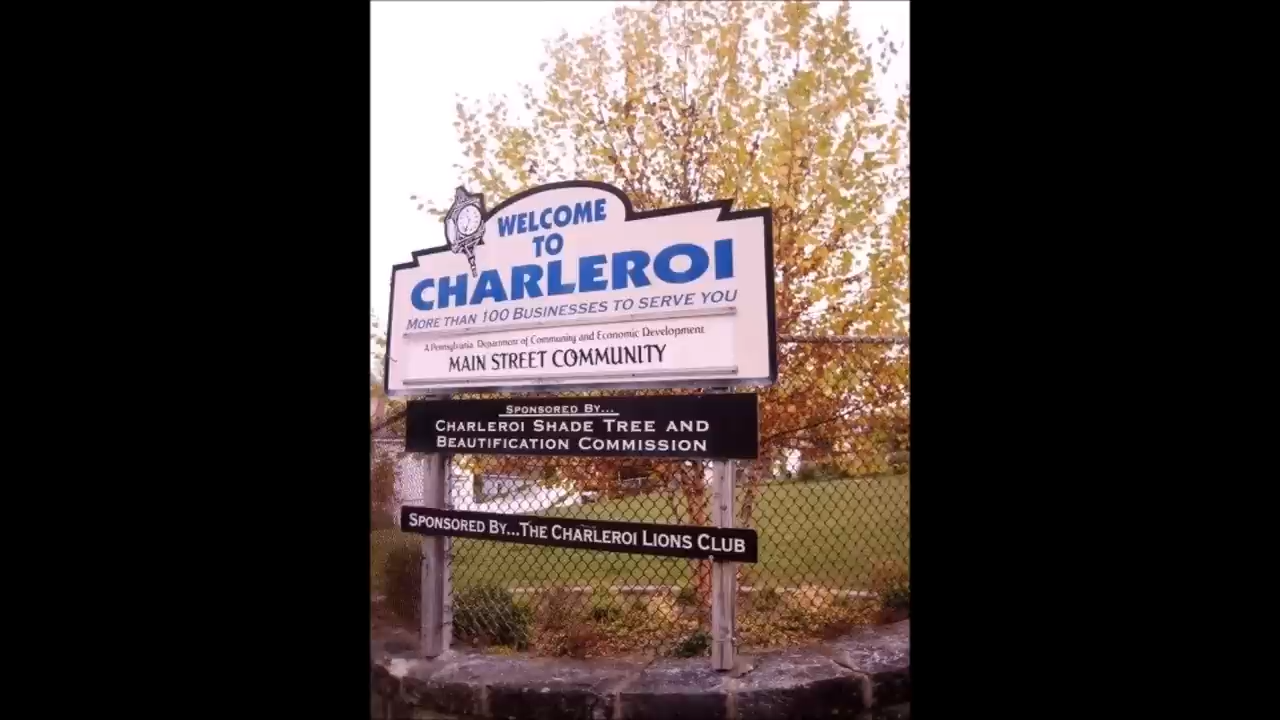 WELCOME
TO
CHARLEROI
MORE THAN 100 BUSINESSES TO SERVE YOU
A Pennsylvania Department of Community and Economic Development
MAIN STREET COMMUNITY
SPONSORED BY...
CHARLEROI SHADE TREE AND
BEAUTIFICATION COMMISSION
SPONSORED BY...THE CHARLEROI LIONS CLUB